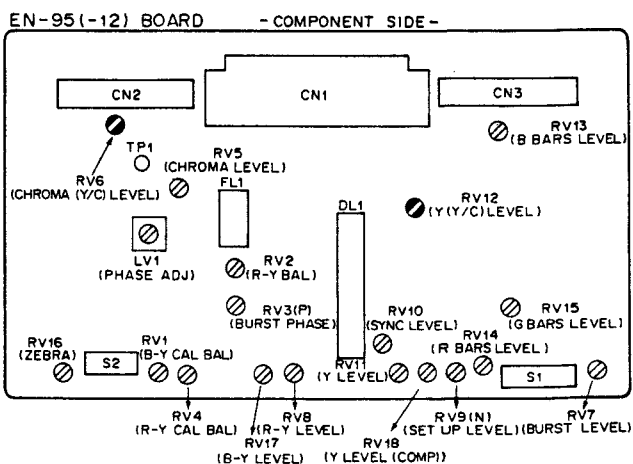 EN-95(-12) BOARD - COMPONENT SIDE -
CN2
CN1
CN3
RV13
(B BARS LEVEL)
TP1
RV5
(CHROMA LEVEL)
RV6
(CHROMA (Y/C) LEVEL)
FL1
DL1
RV12
(Y (Y/C) LEVEL)
LV1
(PHASE ADJ)
RV2
(R-Y BAL)
RV3(P)
(BURST PHASE)
RV10
(SYNC LEVEL)
RV15
(G BARS LEVEL)
RV16
(ZEBRA)
S2
RV1
(B-Y CAL BAL)
RV11
(Y LEVEL)
RV14
(R BARS LEVEL)
S1
RV4
(R-Y CAL BAL)
RV17
(B-Y LEVEL)
RV8
(R-Y LEVEL)
RV18
(Y LEVEL (COMP))
RV9(N)
(SET UP LEVEL)
RV7
(BURST LEVEL)